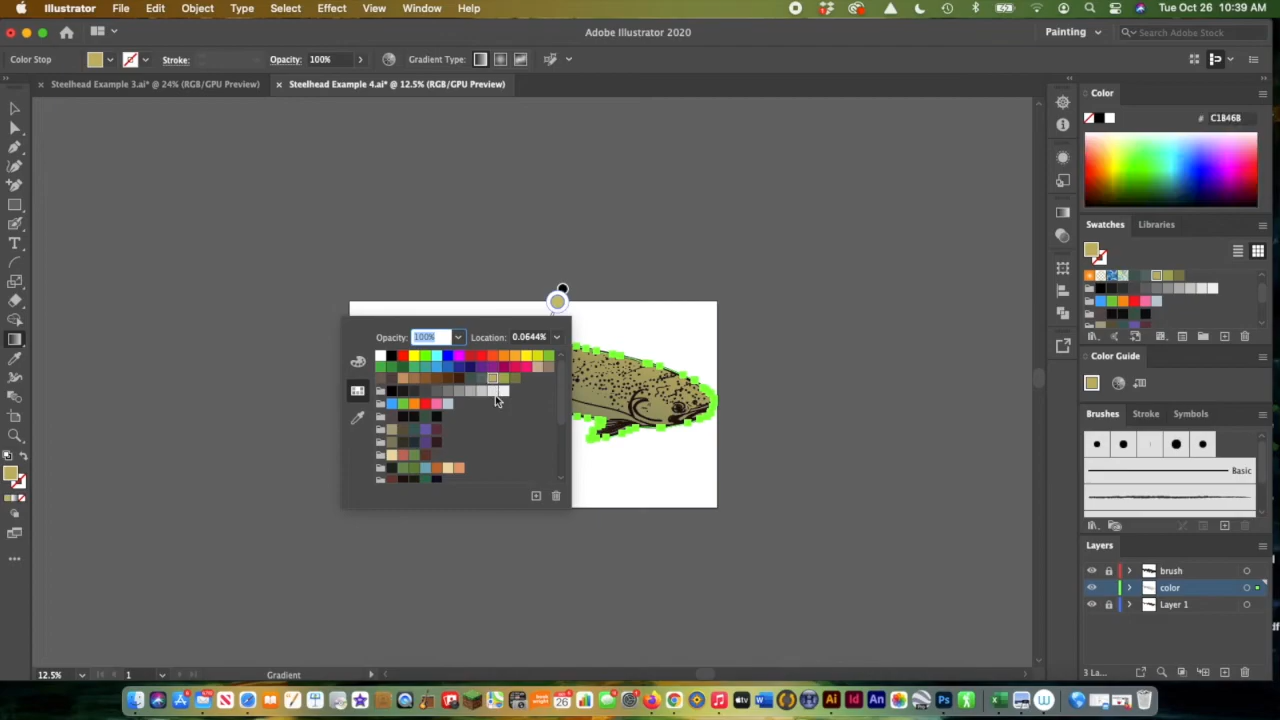 Illustrator File Edit Object Type Select Effect View Window Help Tue Oct 26 10:39 AM
Adobe Illustrator 2020 Painting Search Adobe Stock
Color Stop Stroke: Opacity: 100% Gradient Type:
Steelhead Example 3.ai* @ 24% (RGB/GPU Preview) Steelhead Example 4.ai* @ 12.5% (RGB/GPU Preview)
Color
# C1B46B
Swatches Libraries
Opacity: 100% Location: 0.0644%
Color Guide
Brushes Stroke Symbols
Basic
Layers
brush
color
Layer 1
12.5% 1 Gradient 3 La...